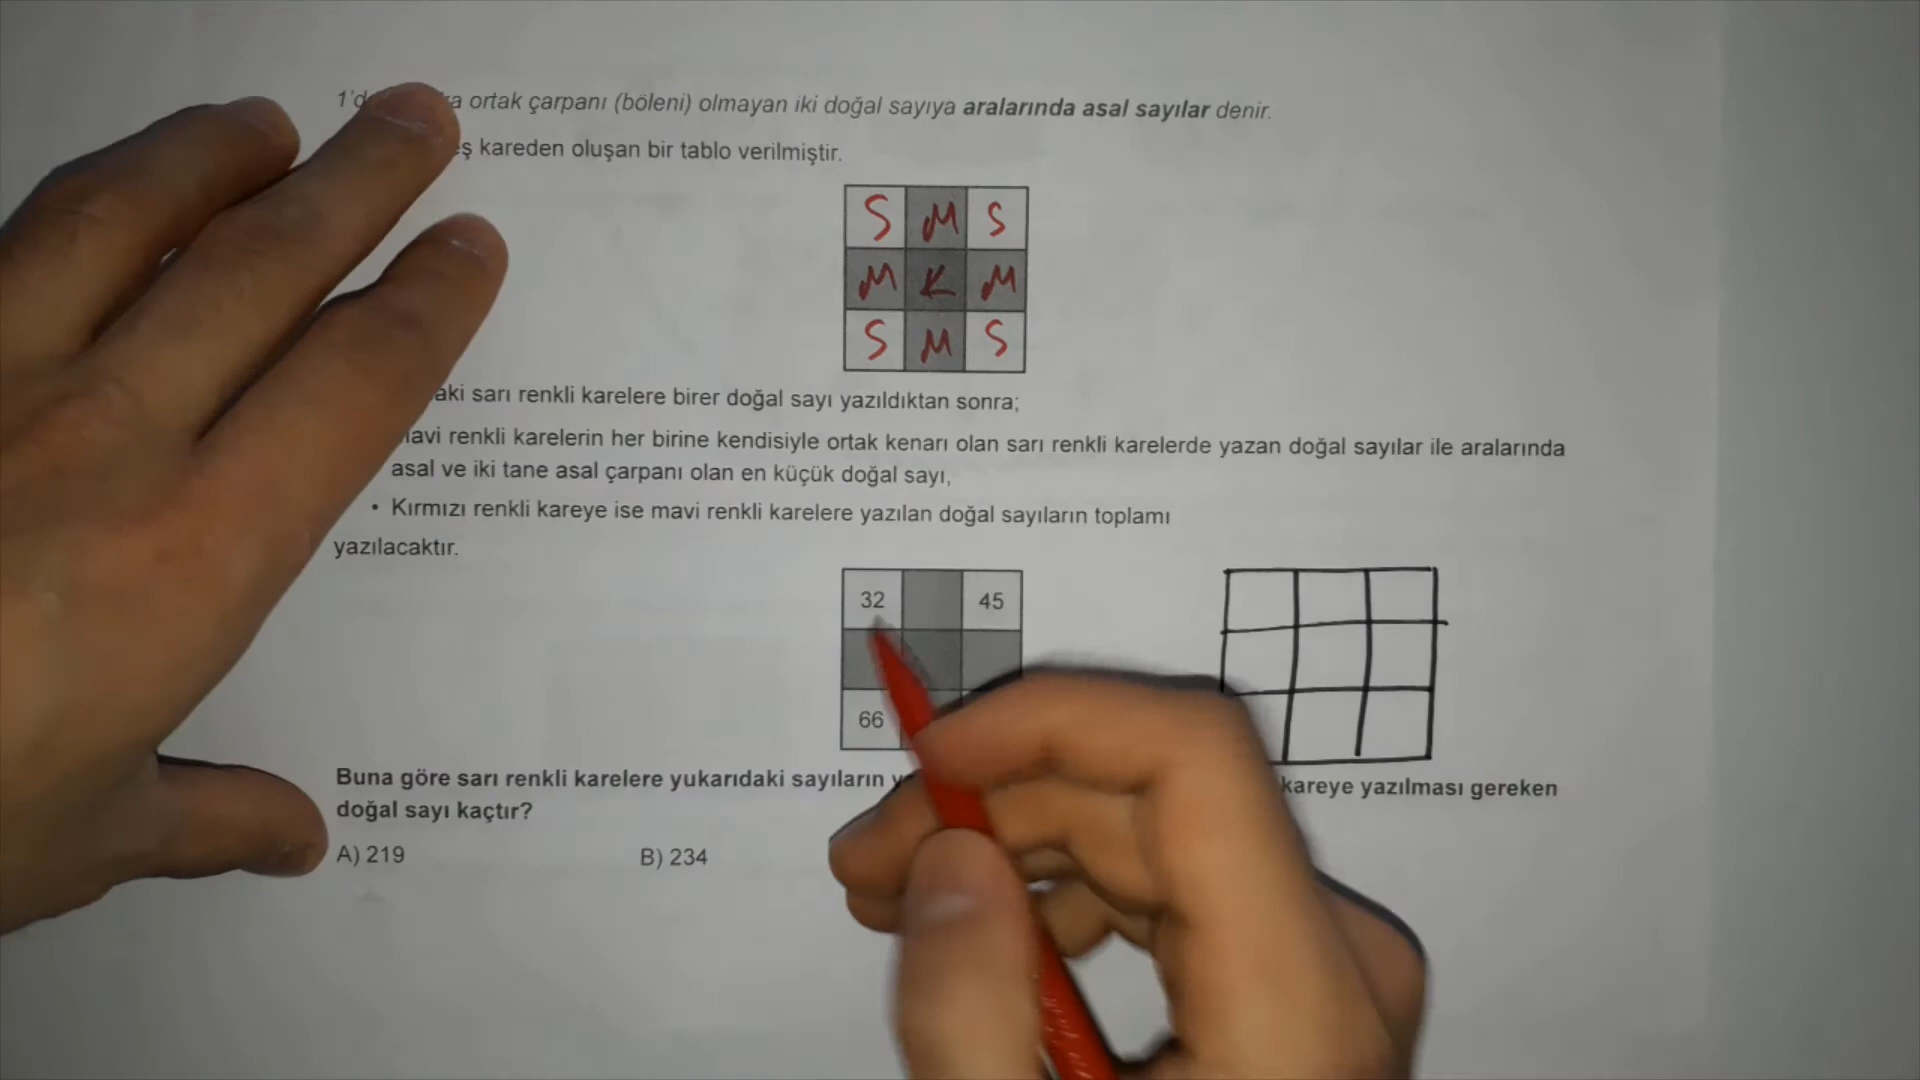 ortak çarpanı (böleni) olmayan iki doğal sayıya aralarında asal sayılar denir.
kareden oluşan bir tablo verilmiştir.
S M S
M K M
S M S
sarı renkli karelere birer doğal sayı yazıldıktan sonra;
renkli karelerin her birine kendisiyle ortak kenarı olan sarı renkli karelerde yazan doğal sayılar ile aralarında
asal ve iki tane asal çarpanı olan en küçük doğal sayı,
• Kırmızı renkli kareye ise mavi renkli karelere yazılan doğal sayıların toplamı
yazılacaktır.
32 45
66
Buna göre sarı renkli karelere yukarıdaki sayıların kareye yazılması gereken
doğal sayı kaçtır?
A) 219 B) 234